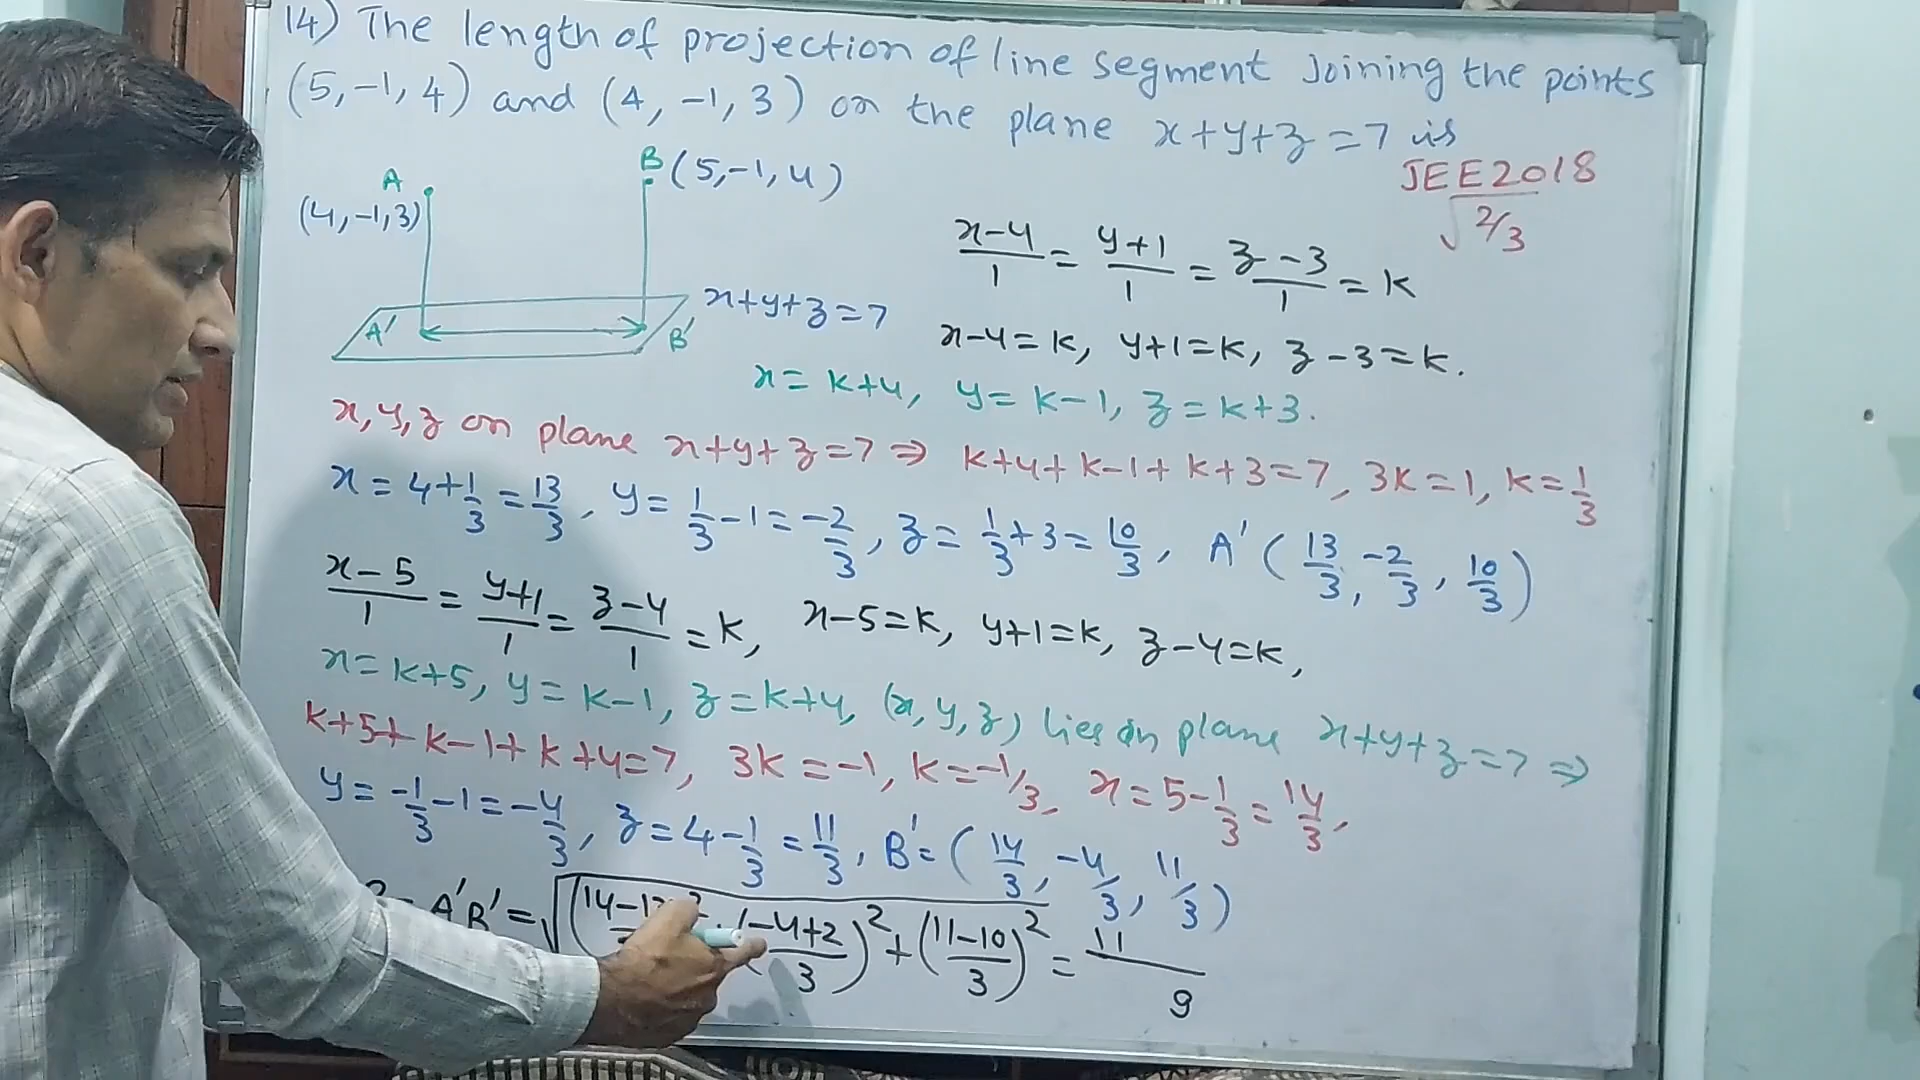 14) The length of projection of line segment Joining the points
(5,-1,4) and (4, -1, 3) on the plane x+y+z=7 is
JEE2018
√2/3
A
(4,-1,3)
B (5,-1,4)
x+y+z=7
A' B'
x-4/1 = y+1/1 = z-3/1 = k
x-4=k, y+1=k, z-3=k.
x=k+4, y=k-1, z=k+3.
x,y,z on plane x+y+z=7 ⇒ k+4+k-1+k+3=7, 3k=1, k=1/3
x=4+1/3=13/3, y=1/3-1=-2/3, z=1/3+3=10/3, A'(13/3, -2/3, 10/3)
x-5/1 = y+1/1 = z-4/1 = k, x-5=k, y+1=k, z-4=k,
x=k+5, y=k-1, z=k+4, (x,y,z) lies on plane x+y+z=7 ⇒
k+5+k-1+k+4=7, 3k=-1, k=-1/3, x=5-1/3=14/3,
y=-1/3-1=-4/3, z=4-1/3=11/3, B'=(14/3, -4/3, 11/3)
A'B'=√(14-1 (-4+2/3)²+(11-10/3)² = 11/9